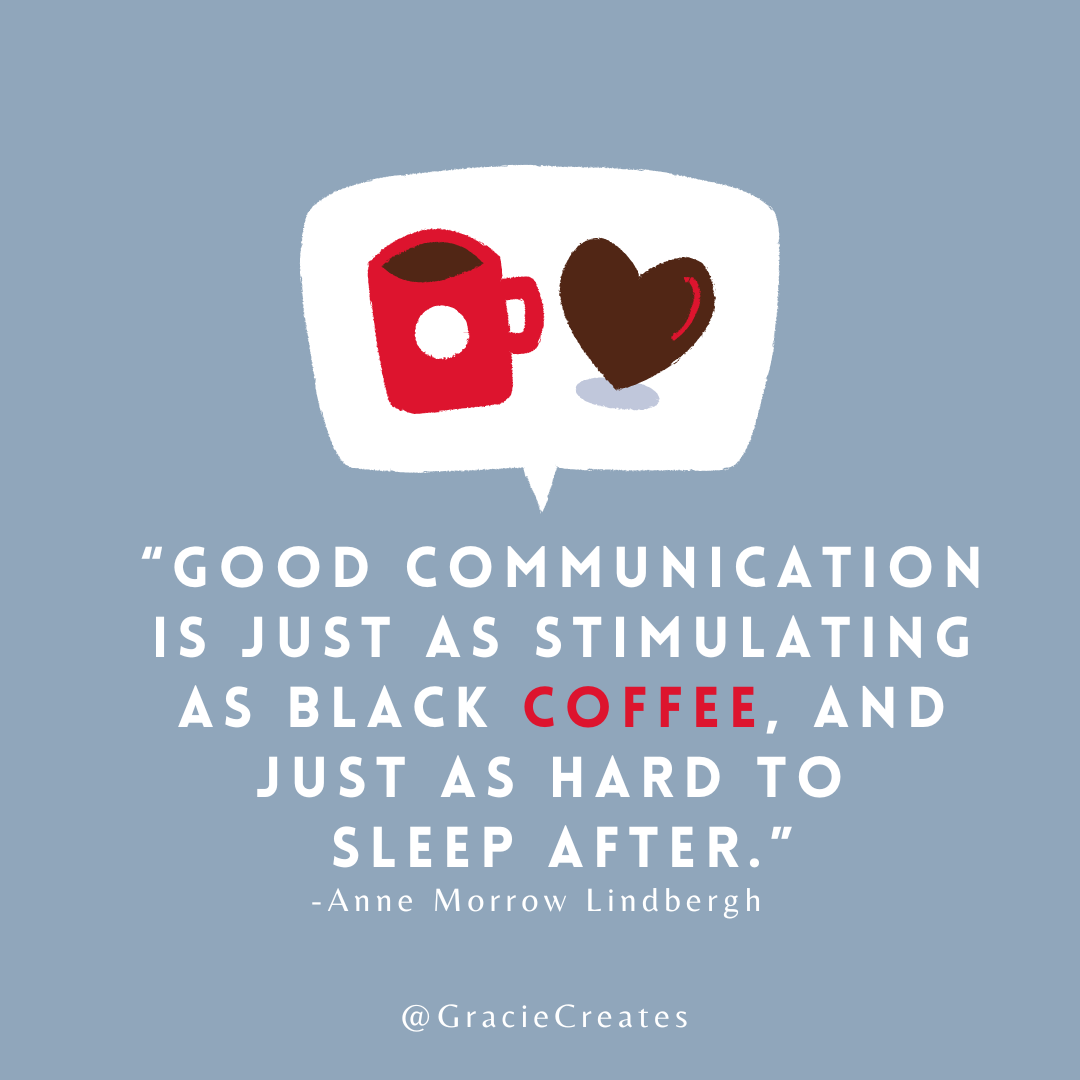 “GOOD COMMUNICATION
IS JUST AS STIMULATING
AS BLACK COFFEE, AND
JUST AS HARD TO
SLEEP AFTER.”
-Anne Morrow Lindbergh
@GracieCreates